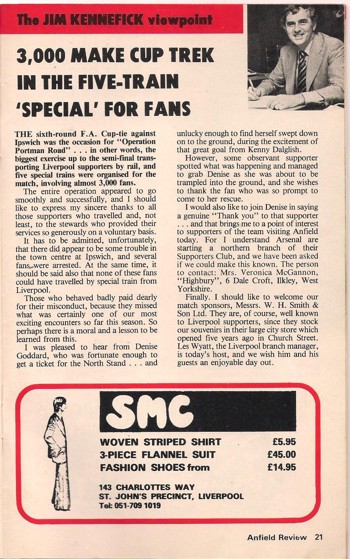 The JIM KENNEFICK viewpoint
3,000 MAKE CUP TREK
IN THE FIVE-TRAIN
‘SPECIAL’ FOR FANS
THE sixth-round F.A. Cup-tie against
Ipswich was the occasion for “Operation
Portman Road” . . . in other words, the
biggest exercise up to the semi-final trans-
porting Liverpool supporters by rail, and
five special trains were organised for the
match, involving almost 3,000 fans.
The entire operation appeared to go
smoothly and successfully, and I should
like to express my sincere thanks to all
those supporters who travelled and, not
least, to the stewards who provided their
services so generously on a voluntary basis.
It has to be admitted, unfortunately,
that there did appear to be some trouble in
the town centre at Ipswich, and several
fans were arrested. At the same time, it
should be said also that none of these fans
could have travelled by special train from
Liverpool.
Those who behaved badly paid dearly
for their misconduct, because they missed
what was certainly one of our most
exciting encounters so far this season. So
perhaps there is a moral and a lesson to be
learned from this.
I was pleased to hear from Denise
Goddard, who was fortunate enough to
get a ticket for the North Stand . . . and
unlucky enough to find herself swept down
on to the ground, during the excitement of
that great goal from Kenny Dalglish.
However, some observant supporter
spotted what was happening and managed
to grab Denise as she was about to be
trampled into the ground, and she wishes
to thank the fan who was so prompt to
come to her rescue.
I would also like to join Denise in saying
a genuine “Thank you” to that supporter
. . . and that brings me to a point of interest
to supporters of the team visiting Anfield
today. For I understand Arsenal are
starting a northern branch of their
Supporters Club, and we have been asked
if we could make this known. The person
to contact: Mrs. Veronica McGannon,
“Highbury”, 6 Dale Croft, Ilkley, West
Yorkshire.
Finally, I should like to welcome our
match sponsors, Messrs. W. H. Smith &
Son Ltd. They are, of course, well known
to Liverpool supporters, since they stock
our souvenirs in their large city store which
opened five years ago in Church Street.
Les Wyatt, the Liverpool branch manager,
is today’s host, and we wish him and his
guests an enjoyable day out.
SMC
WOVEN STRIPED SHIRT £5.95
3-PIECE FLANNEL SUIT £45.00
FASHION SHOES from £14.95
143 CHARLOTTES WAY
ST. JOHN’S PRECINCT, LIVERPOOL
Tel: 051-709 1019
Anfield Review 21